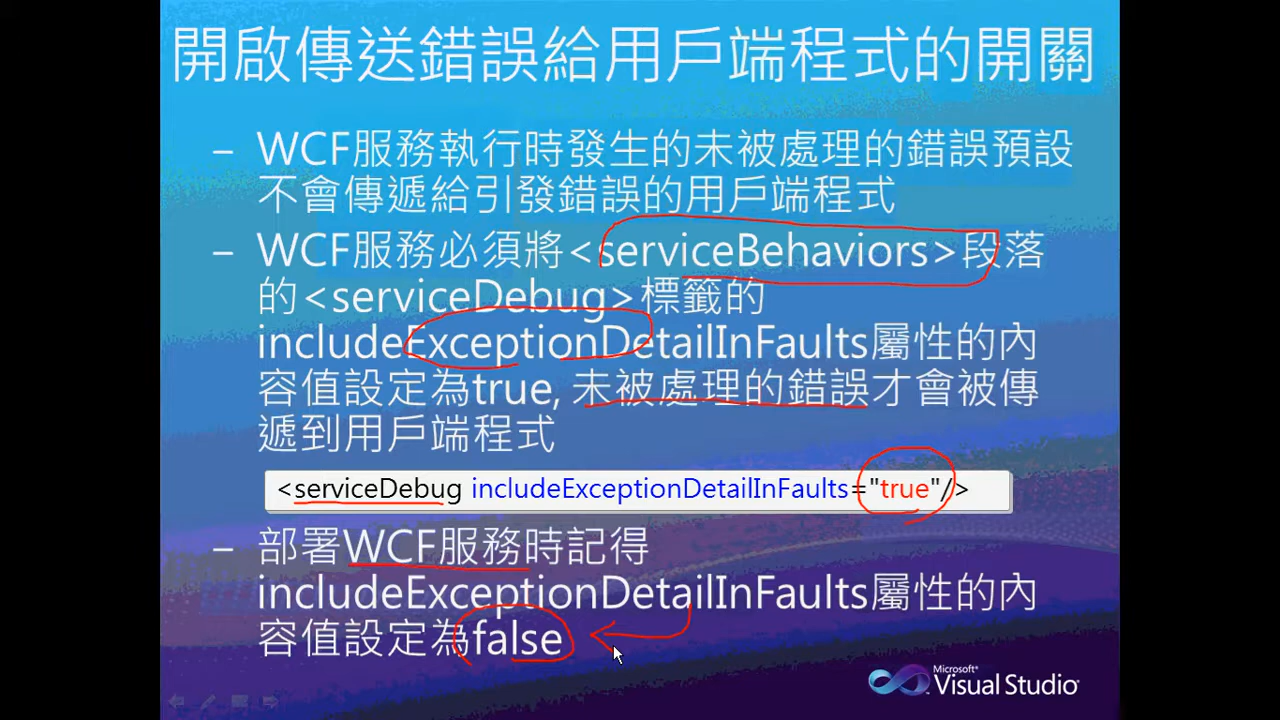 開啟傳送錯誤給用戶端程式的開關
– WCF服務執行時發生的未被處理的錯誤預設
不會傳遞給引發錯誤的用戶端程式
– WCF服務必須將<serviceBehaviors>段落
的<serviceDebug>標籤的
includeExceptionDetailInFaults屬性的內
容值設定為true, 未被處理的錯誤才會被傳
遞到用戶端程式
<serviceDebug includeExceptionDetailInFaults="true"/>
– 部署WCF服務時記得
includeExceptionDetailInFaults屬性的內
容值設定為false
Microsoft®
Visual Studio®